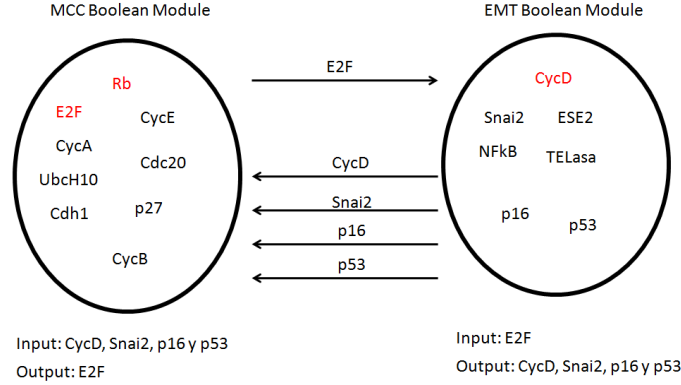 MCC Boolean Module
EMT Boolean Module
Rb
E2F
CycE
CycA
Cdc20
UbcH10
Cdh1
p27
CycB
E2F
CycD
Snai2
p16
p53
CycD
Snai2
ESE2
NFkB
TELasa
p16
p53
Input: CycD, Snai2, p16 y p53
Output: E2F
Input: E2F
Output: CycD, Snai2, p16 y p53